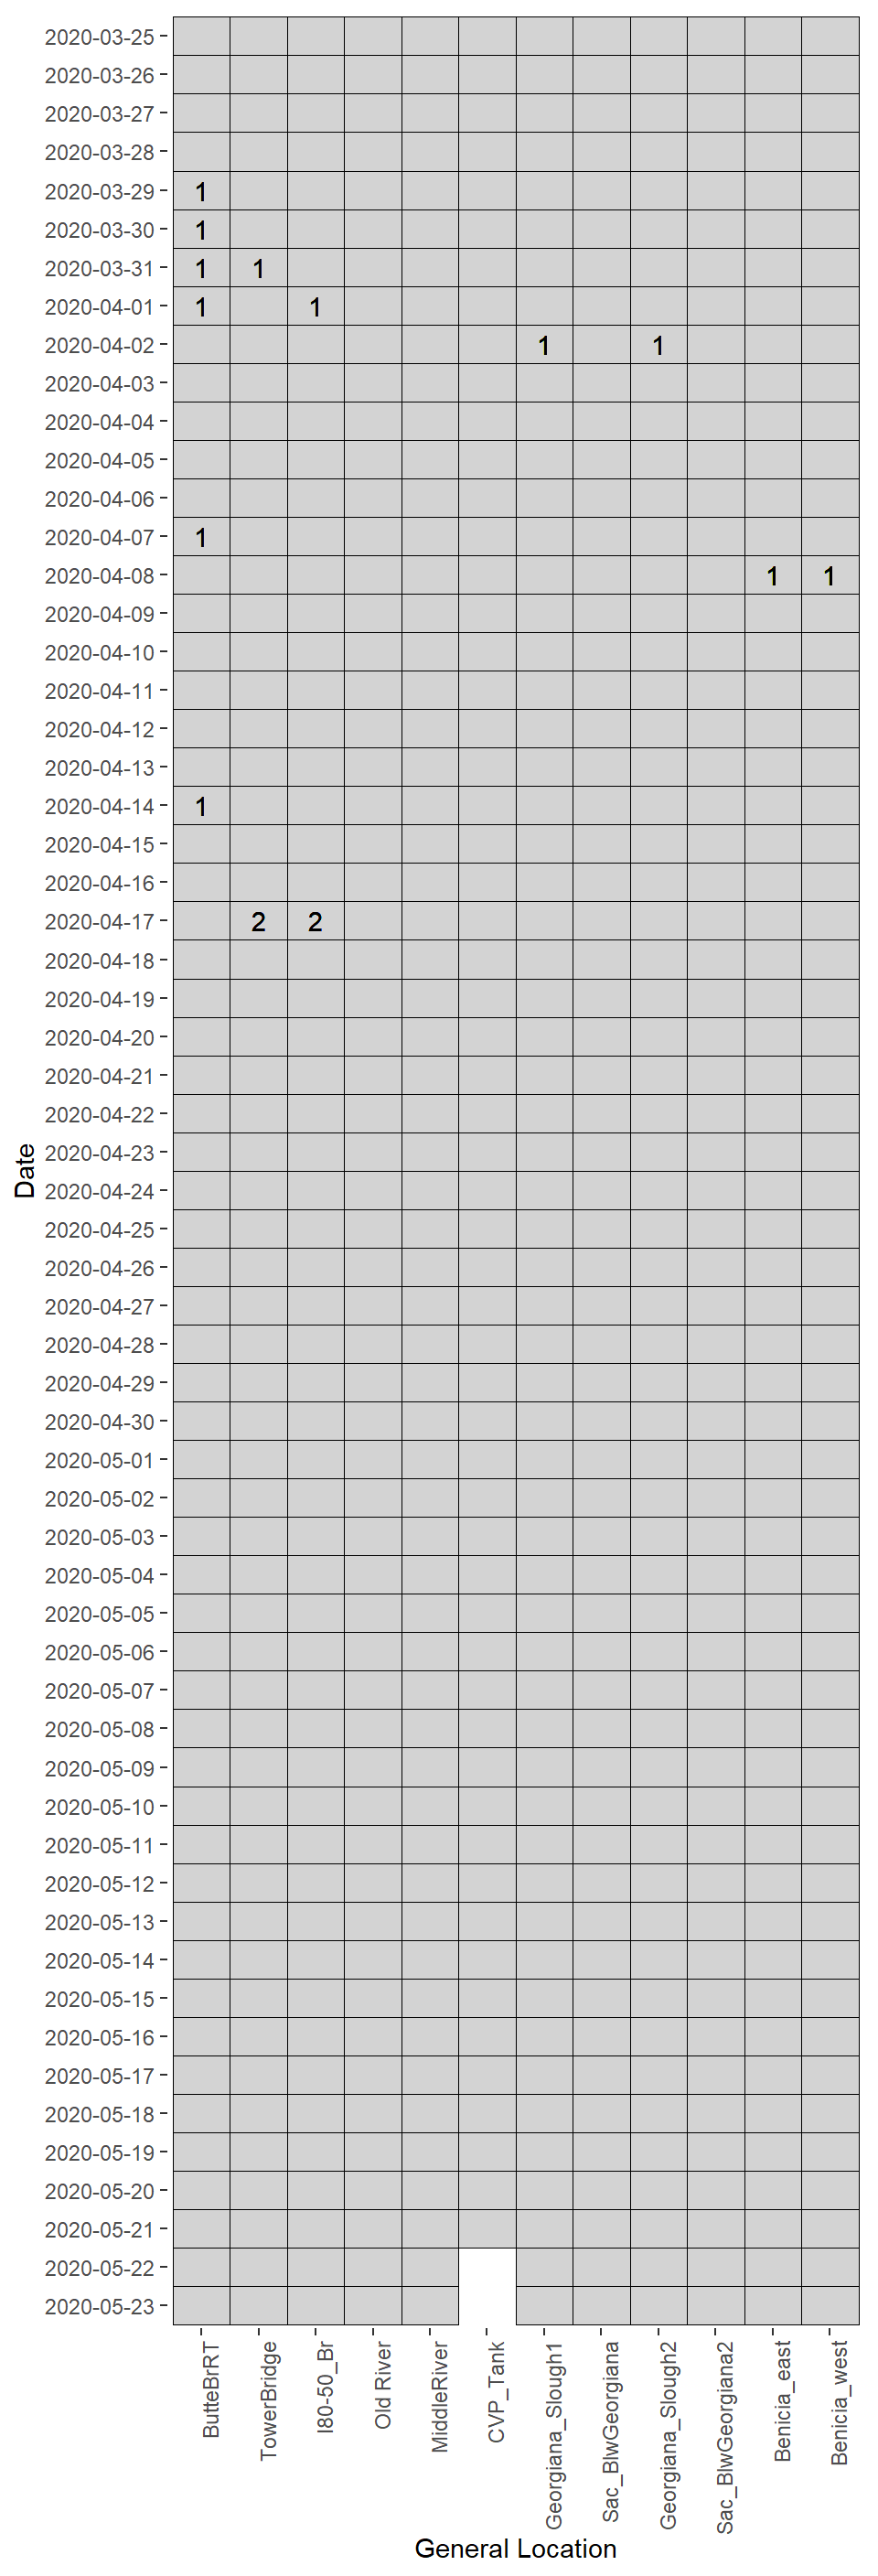 2020-03-25
2020-03-26
2020-03-27
2020-03-28
2020-03-29 1
2020-03-30 1
2020-03-31 1 1
2020-04-01 1 1
2020-04-02 1 1
2020-04-03
2020-04-04
2020-04-05
2020-04-06
2020-04-07 1
2020-04-08 1 1
2020-04-09
2020-04-10
2020-04-11
2020-04-12
2020-04-13
2020-04-14 1
2020-04-15
2020-04-16
2020-04-17 2 2
2020-04-18
2020-04-19
2020-04-20
2020-04-21
2020-04-22
2020-04-23
Date
2020-04-24
2020-04-25
2020-04-26
2020-04-27
2020-04-28
2020-04-29
2020-04-30
2020-05-01
2020-05-02
2020-05-03
2020-05-04
2020-05-05
2020-05-06
2020-05-07
2020-05-08
2020-05-09
2020-05-10
2020-05-11
2020-05-12
2020-05-13
2020-05-14
2020-05-15
2020-05-16
2020-05-17
2020-05-18
2020-05-19
2020-05-20
2020-05-21
2020-05-22
2020-05-23
ButteBrRT
TowerBridge
I80-50_Br
Old River
MiddleRiver
CVP_Tank
Georgiana_Slough1
Sac_BlwGeorgiana
Georgiana_Slough2
Sac_BlwGeorgiana2
Benicia_east
Benicia_west
General Location